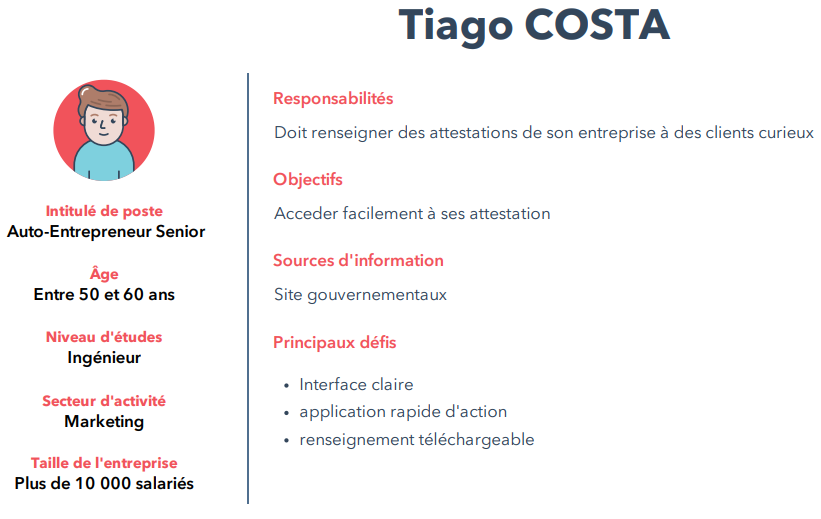 Tiago COSTA
Intitulé de poste
Auto-Entrepreneur Senior
Âge
Entre 50 et 60 ans
Niveau d'études
Ingénieur
Secteur d'activité
Marketing
Taille de l'entreprise
Plus de 10 000 salariés
Responsabilités
Doit renseigner des attestations de son entreprise à des clients curieux
Objectifs
Acceder facilement à ses attestation
Sources d'information
Site gouvernementaux
Principaux défis
• Interface claire
• application rapide d'action
• renseignement téléchargeable